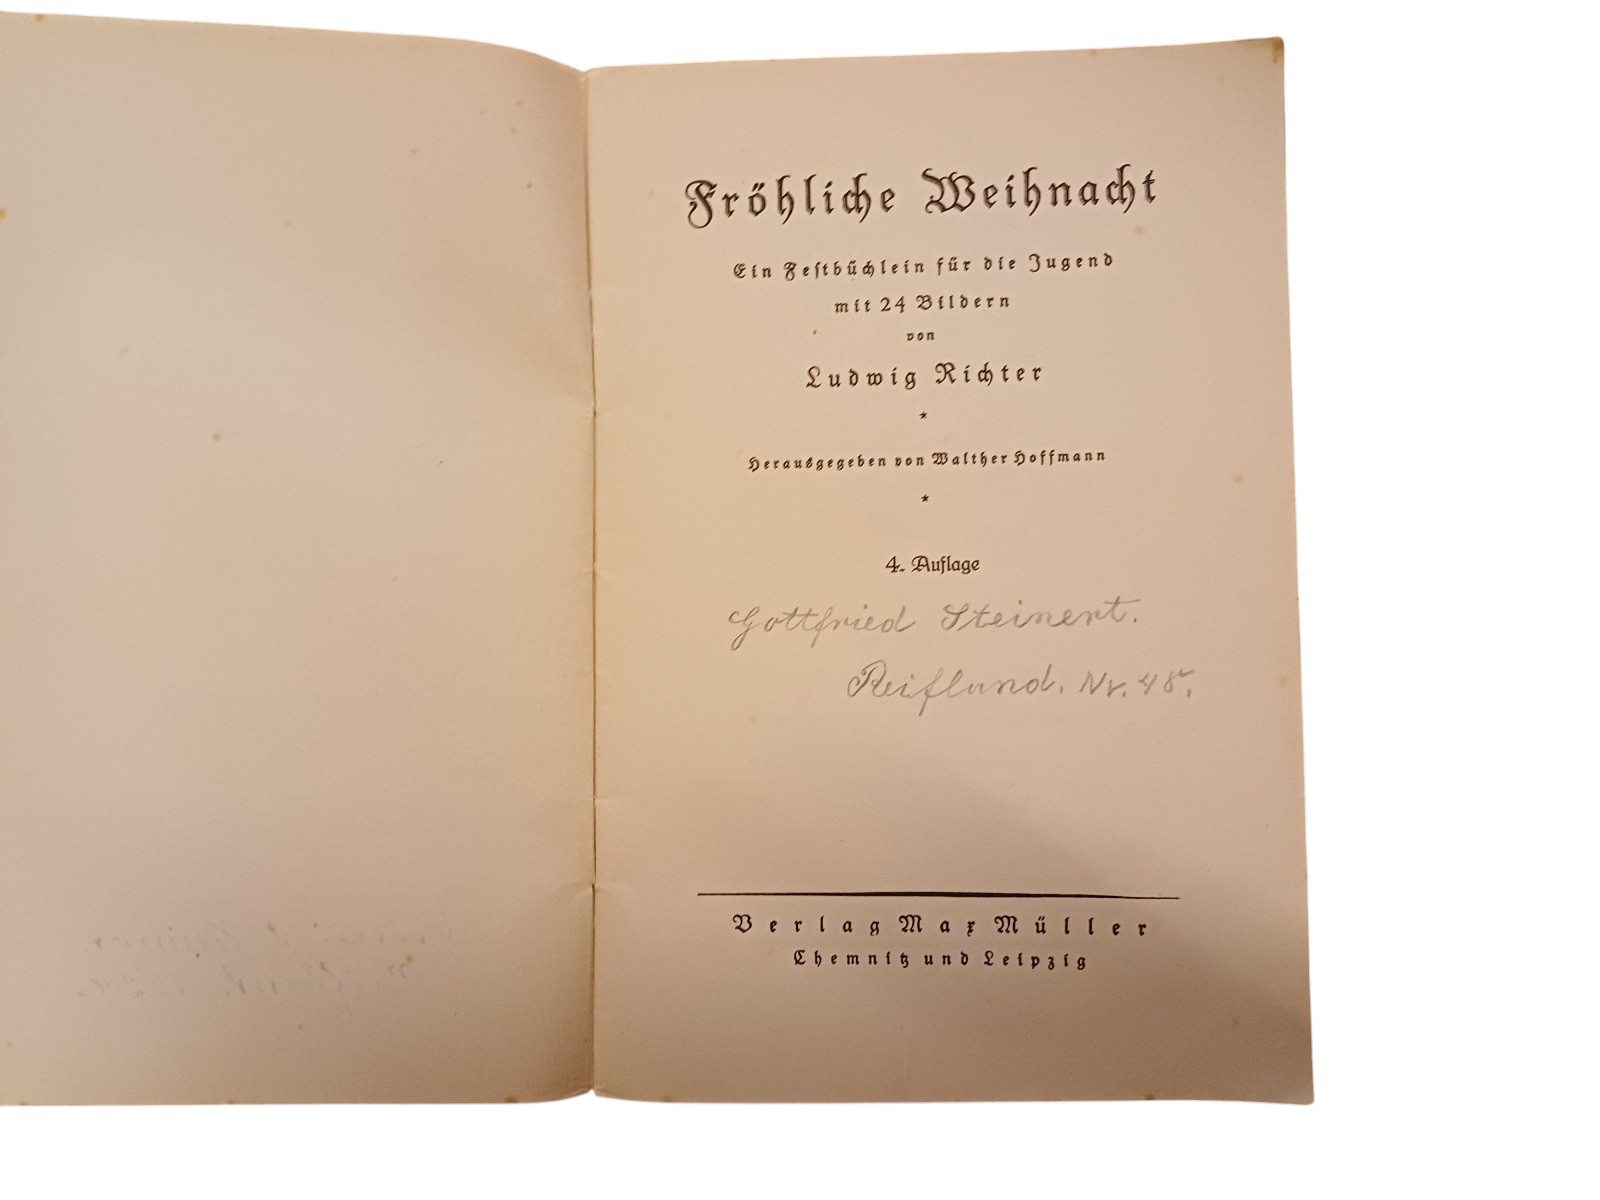 Fröhliche Weihnacht
Ein Festbüchlein für die Jugend
mit 24 Bildern
von
Ludwig Richter
*
Herausgegeben von Walther Hoffmann
*
4. Auflage
Gottfried Steinert.
Reifland. Nr. 48.
Verlag Max Müller
Chemnitz und Leipzig